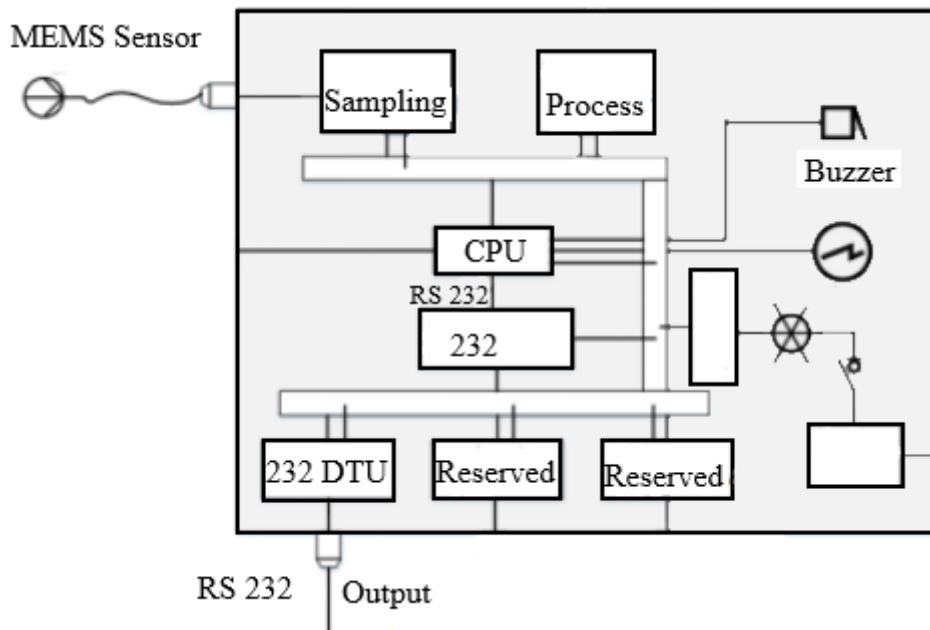 MEMS Sensor
Sampling
Process
Buzzer
CPU
RS 232
232
232 DTU
Reserved
Reserved
RS 232
Output